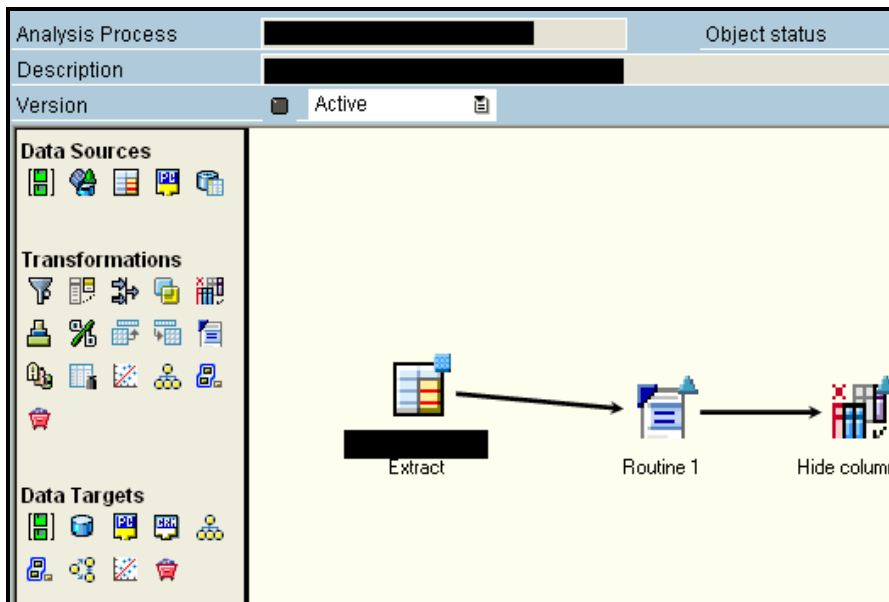 Analysis Process Object status
Description
Version Active
Data Sources
Transformations
Data Targets
Extract Routine 1 Hide colum